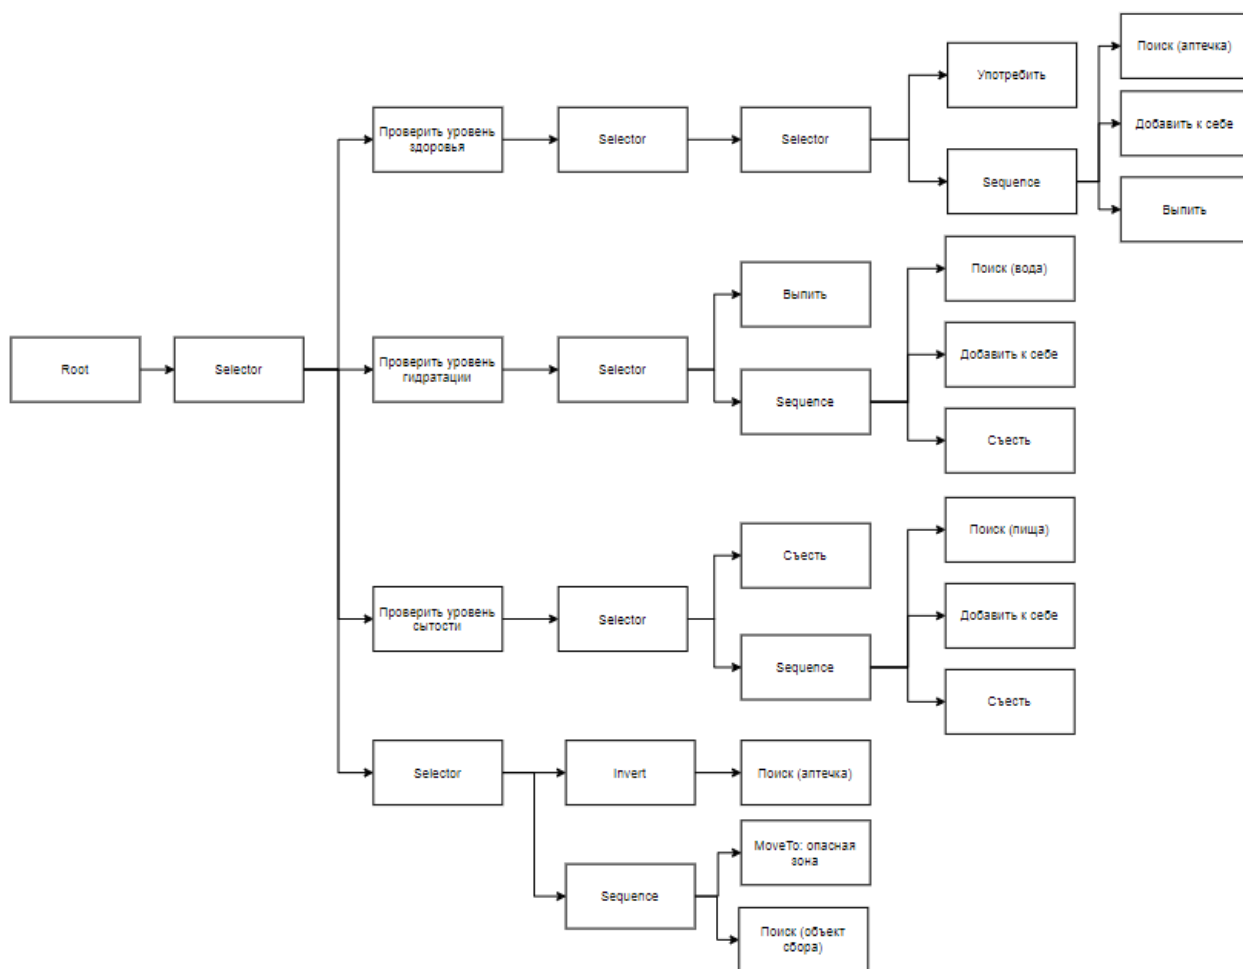 Поиск (аптечка)
Употребить
Добавить к себе
Проверить уровень
здоровья
Selector
Selector
Sequence
Выпить
Поиск (вода)
Выпить
Добавить к себе
Root
Selector
Проверить уровень
гидратации
Selector
Sequence
Съесть
Поиск (пища)
Съесть
Добавить к себе
Проверить уровень
сытости
Selector
Sequence
Съесть
Selector
Invert
Поиск (аптечка)
MoveTo: опасная
зона
Sequence
Поиск (объект
сбора)